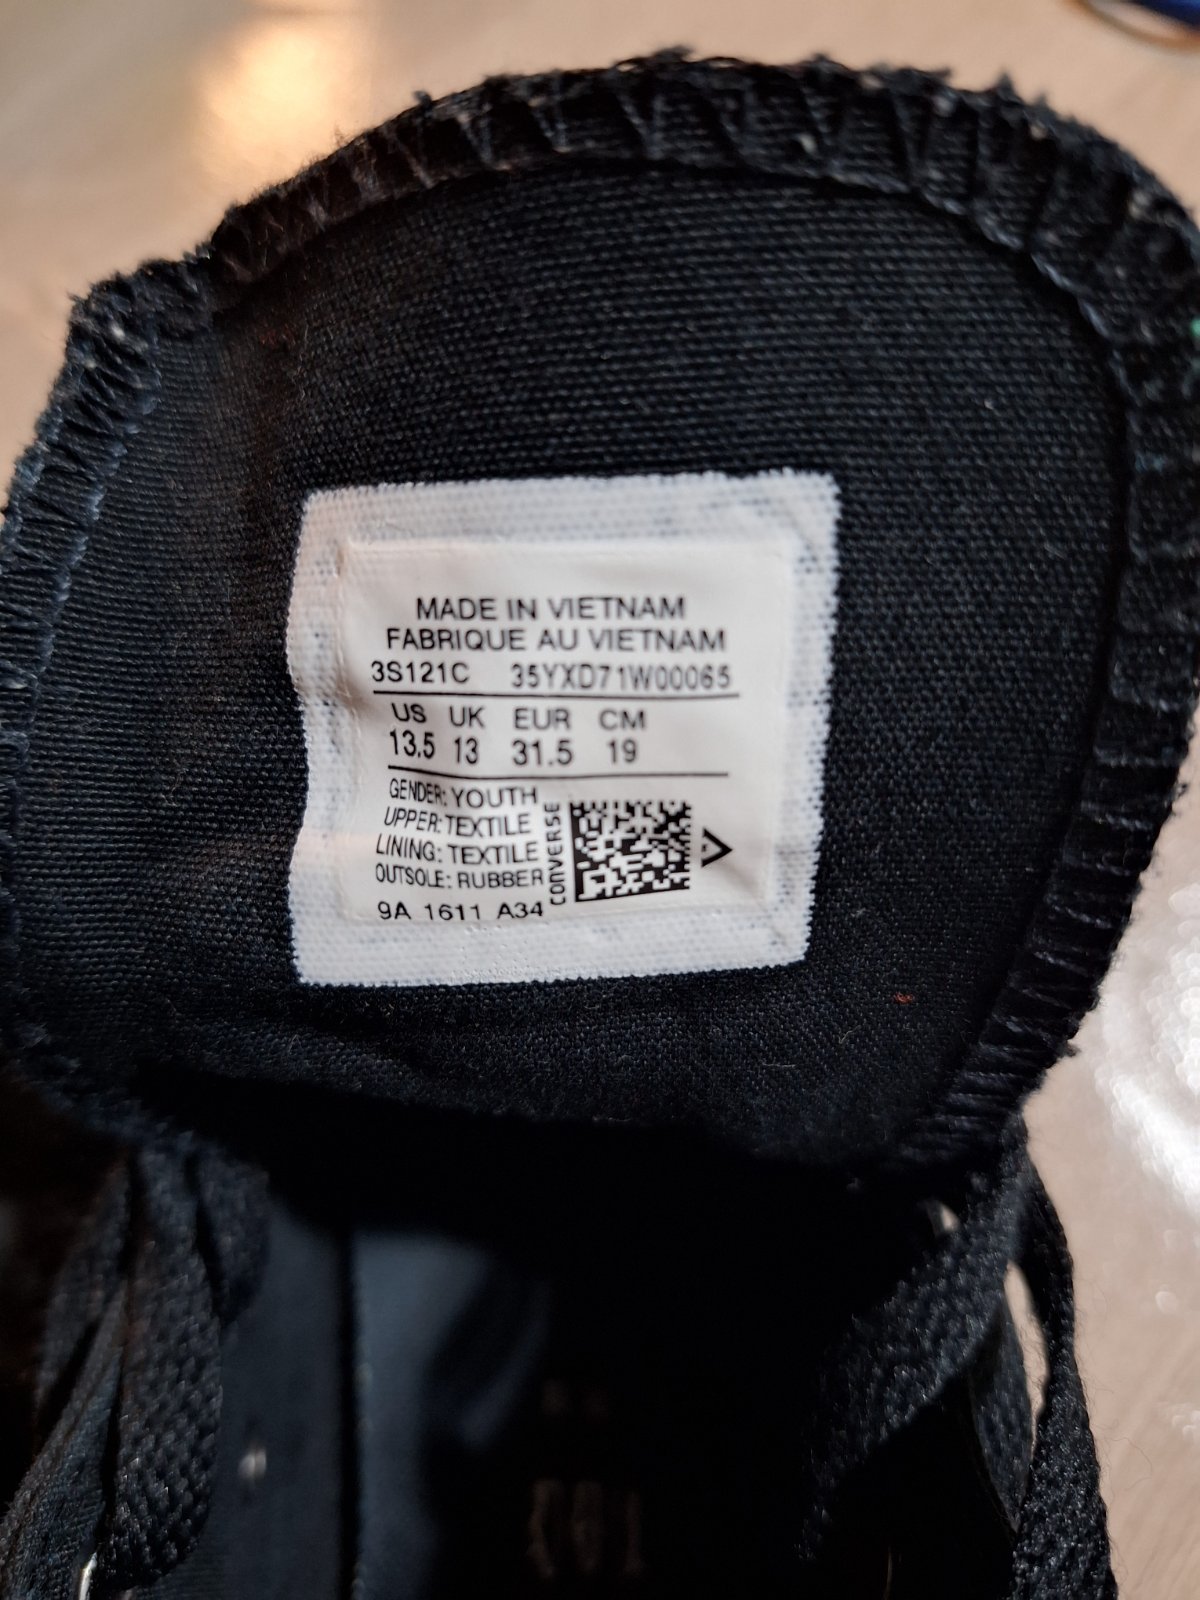 MADE IN VIETNAM
FABRIQUE AU VIETNAM
3S121C 35YXD71W00065
US UK EUR CM
13.5 13 31.5 19
GENDER: YOUTH
UPPER: TEXTILE
LINING: TEXTILE
OUTSOLE: RUBBER
9A 1611 A34
CONVERSE